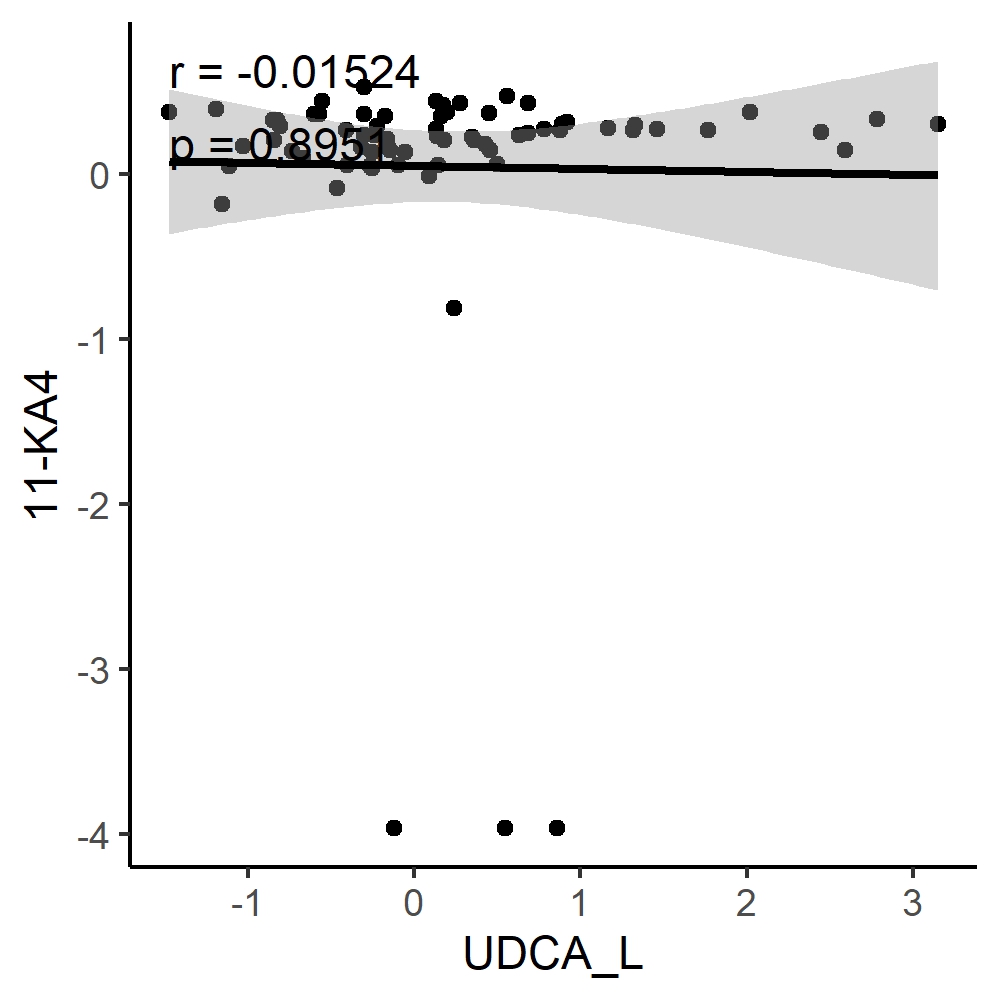 r = -0.01524
p = 0.8951
0
-1
-2
-3
-4
11-KA4
-1
0
1
2
3
UDCA_L